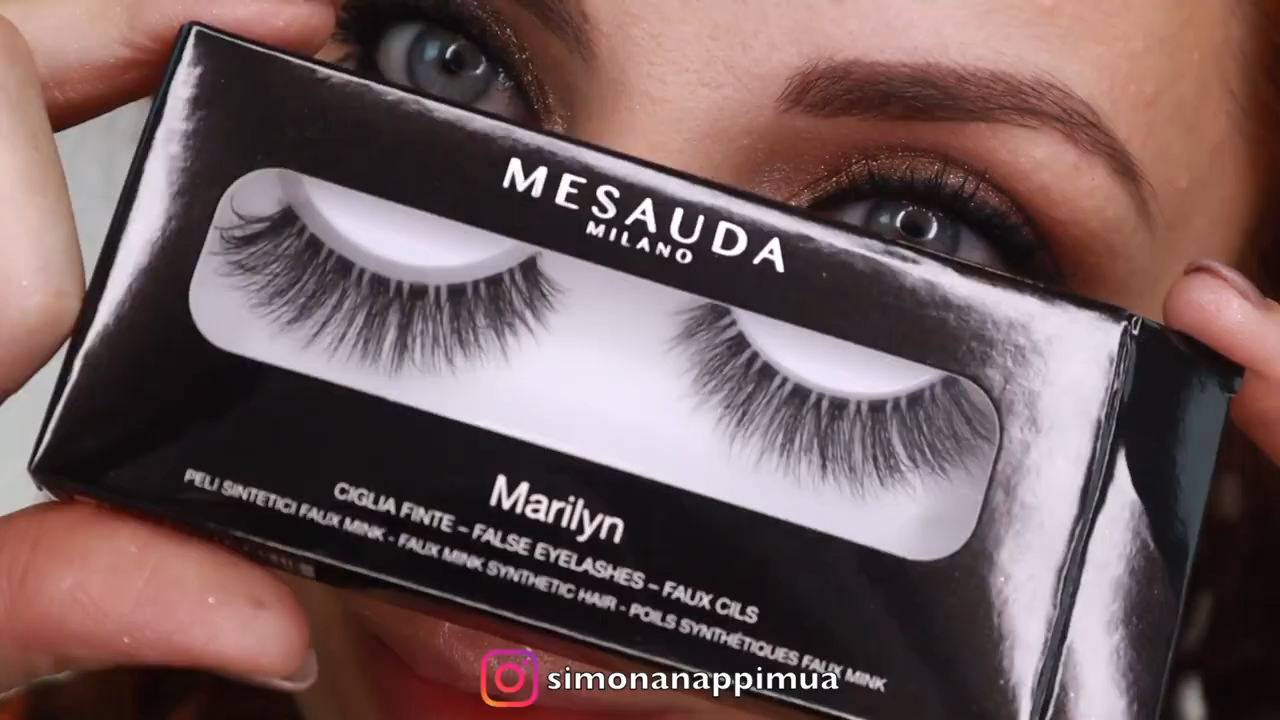 MESAUDA
MILANO
Marilyn
CIGLIA FINTE – FALSE EYELASHES – FAUX CILS
PELI SINTETICI FAUX MINK - FAUX MINK SYNTHETIC HAIR - POILS SYNTHÉTIQUES FAUX MINK
simonanappimua